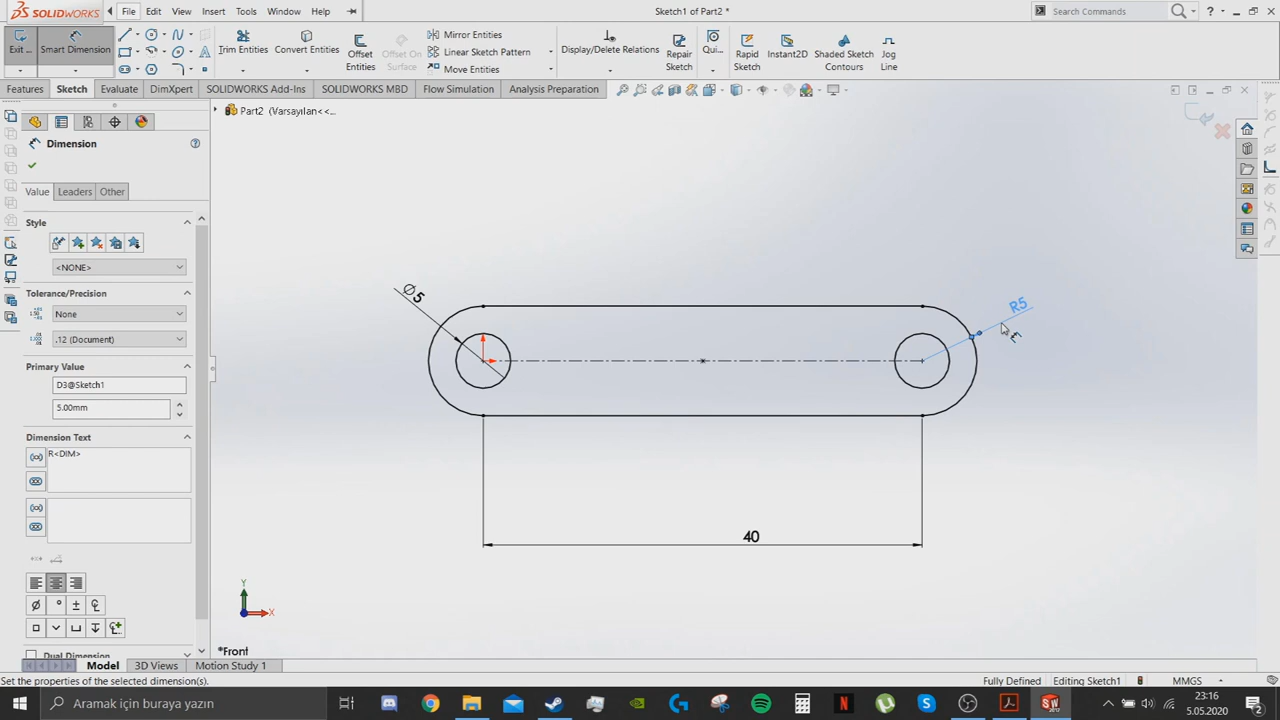 SOLIDWORKS File Edit View Insert Tools Window Help Sketch1 of Part2 * Search Commands ?
Exit ... Smart Dimension Trim Entities Convert Entities Offset Entities Offset On Surface Mirror Entities Linear Sketch Pattern Move Entities Display/Delete Relations Repair Sketch Qui... Rapid Sketch Instant2D Shaded Sketch Contours Jog Line
Features Sketch Evaluate DimXpert SOLIDWORKS Add-Ins SOLIDWORKS MBD Flow Simulation Analysis Preparation
Part2 (Varsayılan<<...
Dimension
Value Leaders Other
Style
<NONE>
Tolerance/Precision
None
.12 (Document)
Primary Value
D3@Sketch1
5.00mm
Dimension Text
R<DIM>
Dual Dimension
∅5
R5
40
Y
X
*Front
Model 3D Views Motion Study 1
Set the properties of the selected dimension(s). Fully Defined Editing Sketch1 MMGS
Aramak için buraya yazın
23:16
5.05.2020
2